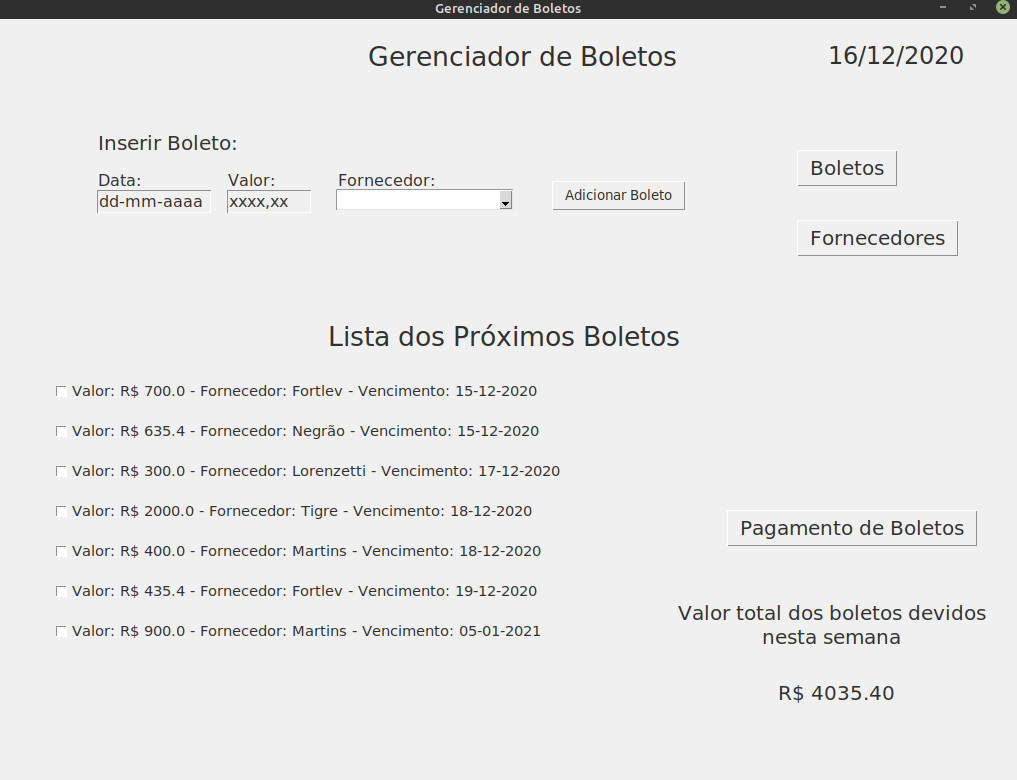 Gerenciador de Boletos
Gerenciador de Boletos
16/12/2020
Inserir Boleto:
Data: Valor: Fornecedor:
dd-mm-aaaa xxxx,xx Adicionar Boleto
Boletos
Fornecedores
Lista dos Próximos Boletos
Valor: R$ 700.0 - Fornecedor: Fortlev - Vencimento: 15-12-2020
Valor: R$ 635.4 - Fornecedor: Negrão - Vencimento: 15-12-2020
Valor: R$ 300.0 - Fornecedor: Lorenzetti - Vencimento: 17-12-2020
Valor: R$ 2000.0 - Fornecedor: Tigre - Vencimento: 18-12-2020
Valor: R$ 400.0 - Fornecedor: Martins - Vencimento: 18-12-2020
Valor: R$ 435.4 - Fornecedor: Fortlev - Vencimento: 19-12-2020
Valor: R$ 900.0 - Fornecedor: Martins - Vencimento: 05-01-2021
Pagamento de Boletos
Valor total dos boletos devidos
nesta semana
R$ 4035.40